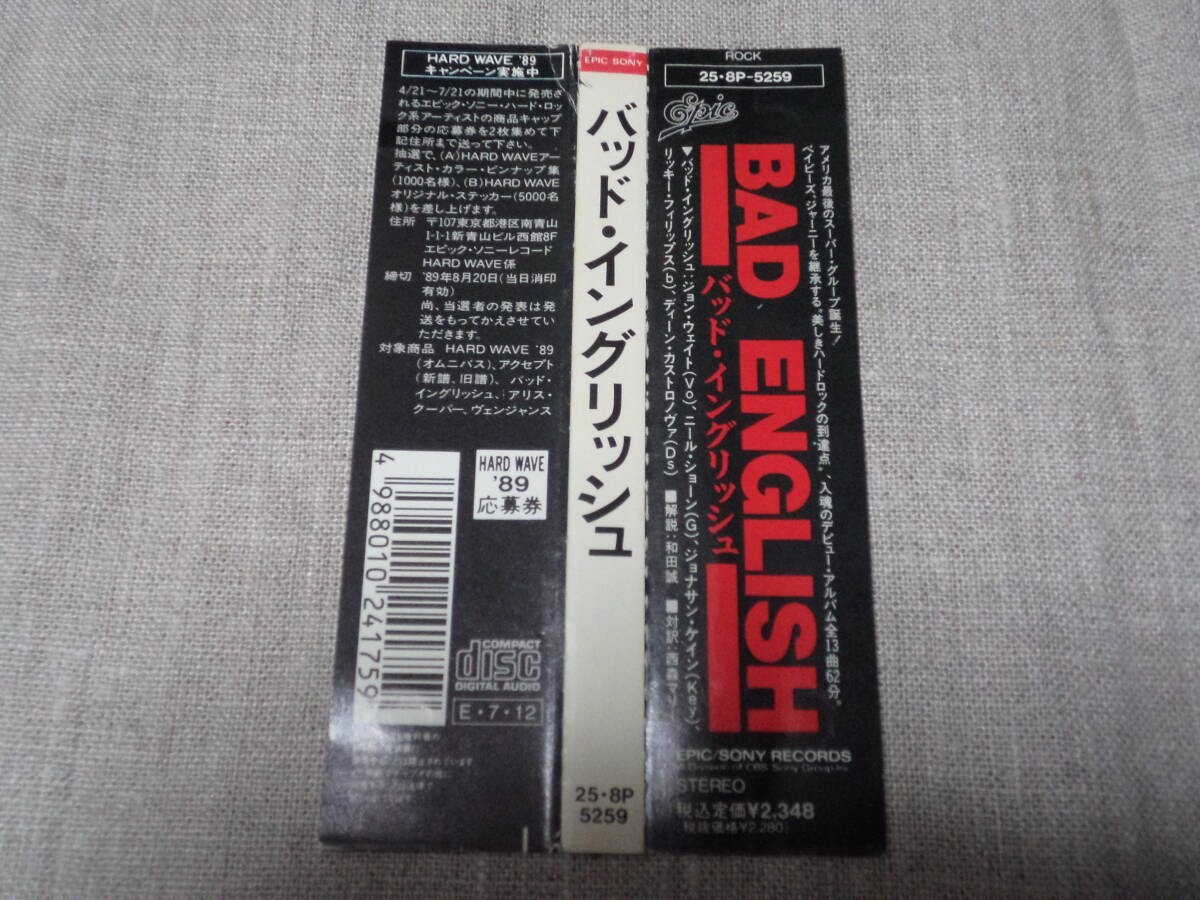 HARD WAVE '89
キャンペーン実施中
4/21〜7/21の期間中に発売さ
れるエピック・ソニー・ハード・ロッ
ク系アーティストの商品キャップ
部分の応募券を2枚集めて下
記住所まで送って下さい。
抽選で、(A)HARD WAVEアー
ティスト・カラー・ピンナップ集
(1000名様)、(B)HARD WAVE
オリジナル・ステッカー(5000名
様)を差し上げます。
住所 〒107東京都港区南青山
1-1-1新青山ビル西館8F
エピック・ソニーレコード
HARD WAVE係
締切 '89年8月20日(当日消印
有効)
尚、当選者の発表は発
送をもってかえさせてい
ただきます。
対象商品 HARD WAVE '89
(オムニバス)、アクセプト
(新譜、旧譜)、バッド・
イングリッシュ、アリス・
クーパー、ヴェンジャンス
HARD WAVE
'89
応募券
4 988010 241759
COMPACT
disc
DIGITAL AUDIO
E・7・12
EPIC SONY
バッド・イングリッシュ
25・8P
5259
ROCK
25・8P-5259
Epic
アメリカ最後のスーパー・グループ誕生!
ベイビーズ、ジャーニーを継承する“美しきハードロックの到達点”、入魂のデビュー・アルバム全13曲62分。
BAD ENGLISH
バッド・イングリッシュ
▼バッド・イングリッシュ:ジョン・ウェイト(Vo)、ニール・ショーン(G)、ジョナサン・ケイン(Key)、
リッキー・フィリップス(b)、ディーン・カストロノヴァ(Ds) ■解説:和田誠 ■対訳:西森マリー
EPIC/SONY RECORDS
A Division of CBS Sony Group Inc.
STEREO
税込定価¥2,348
(税抜価格¥2,280)